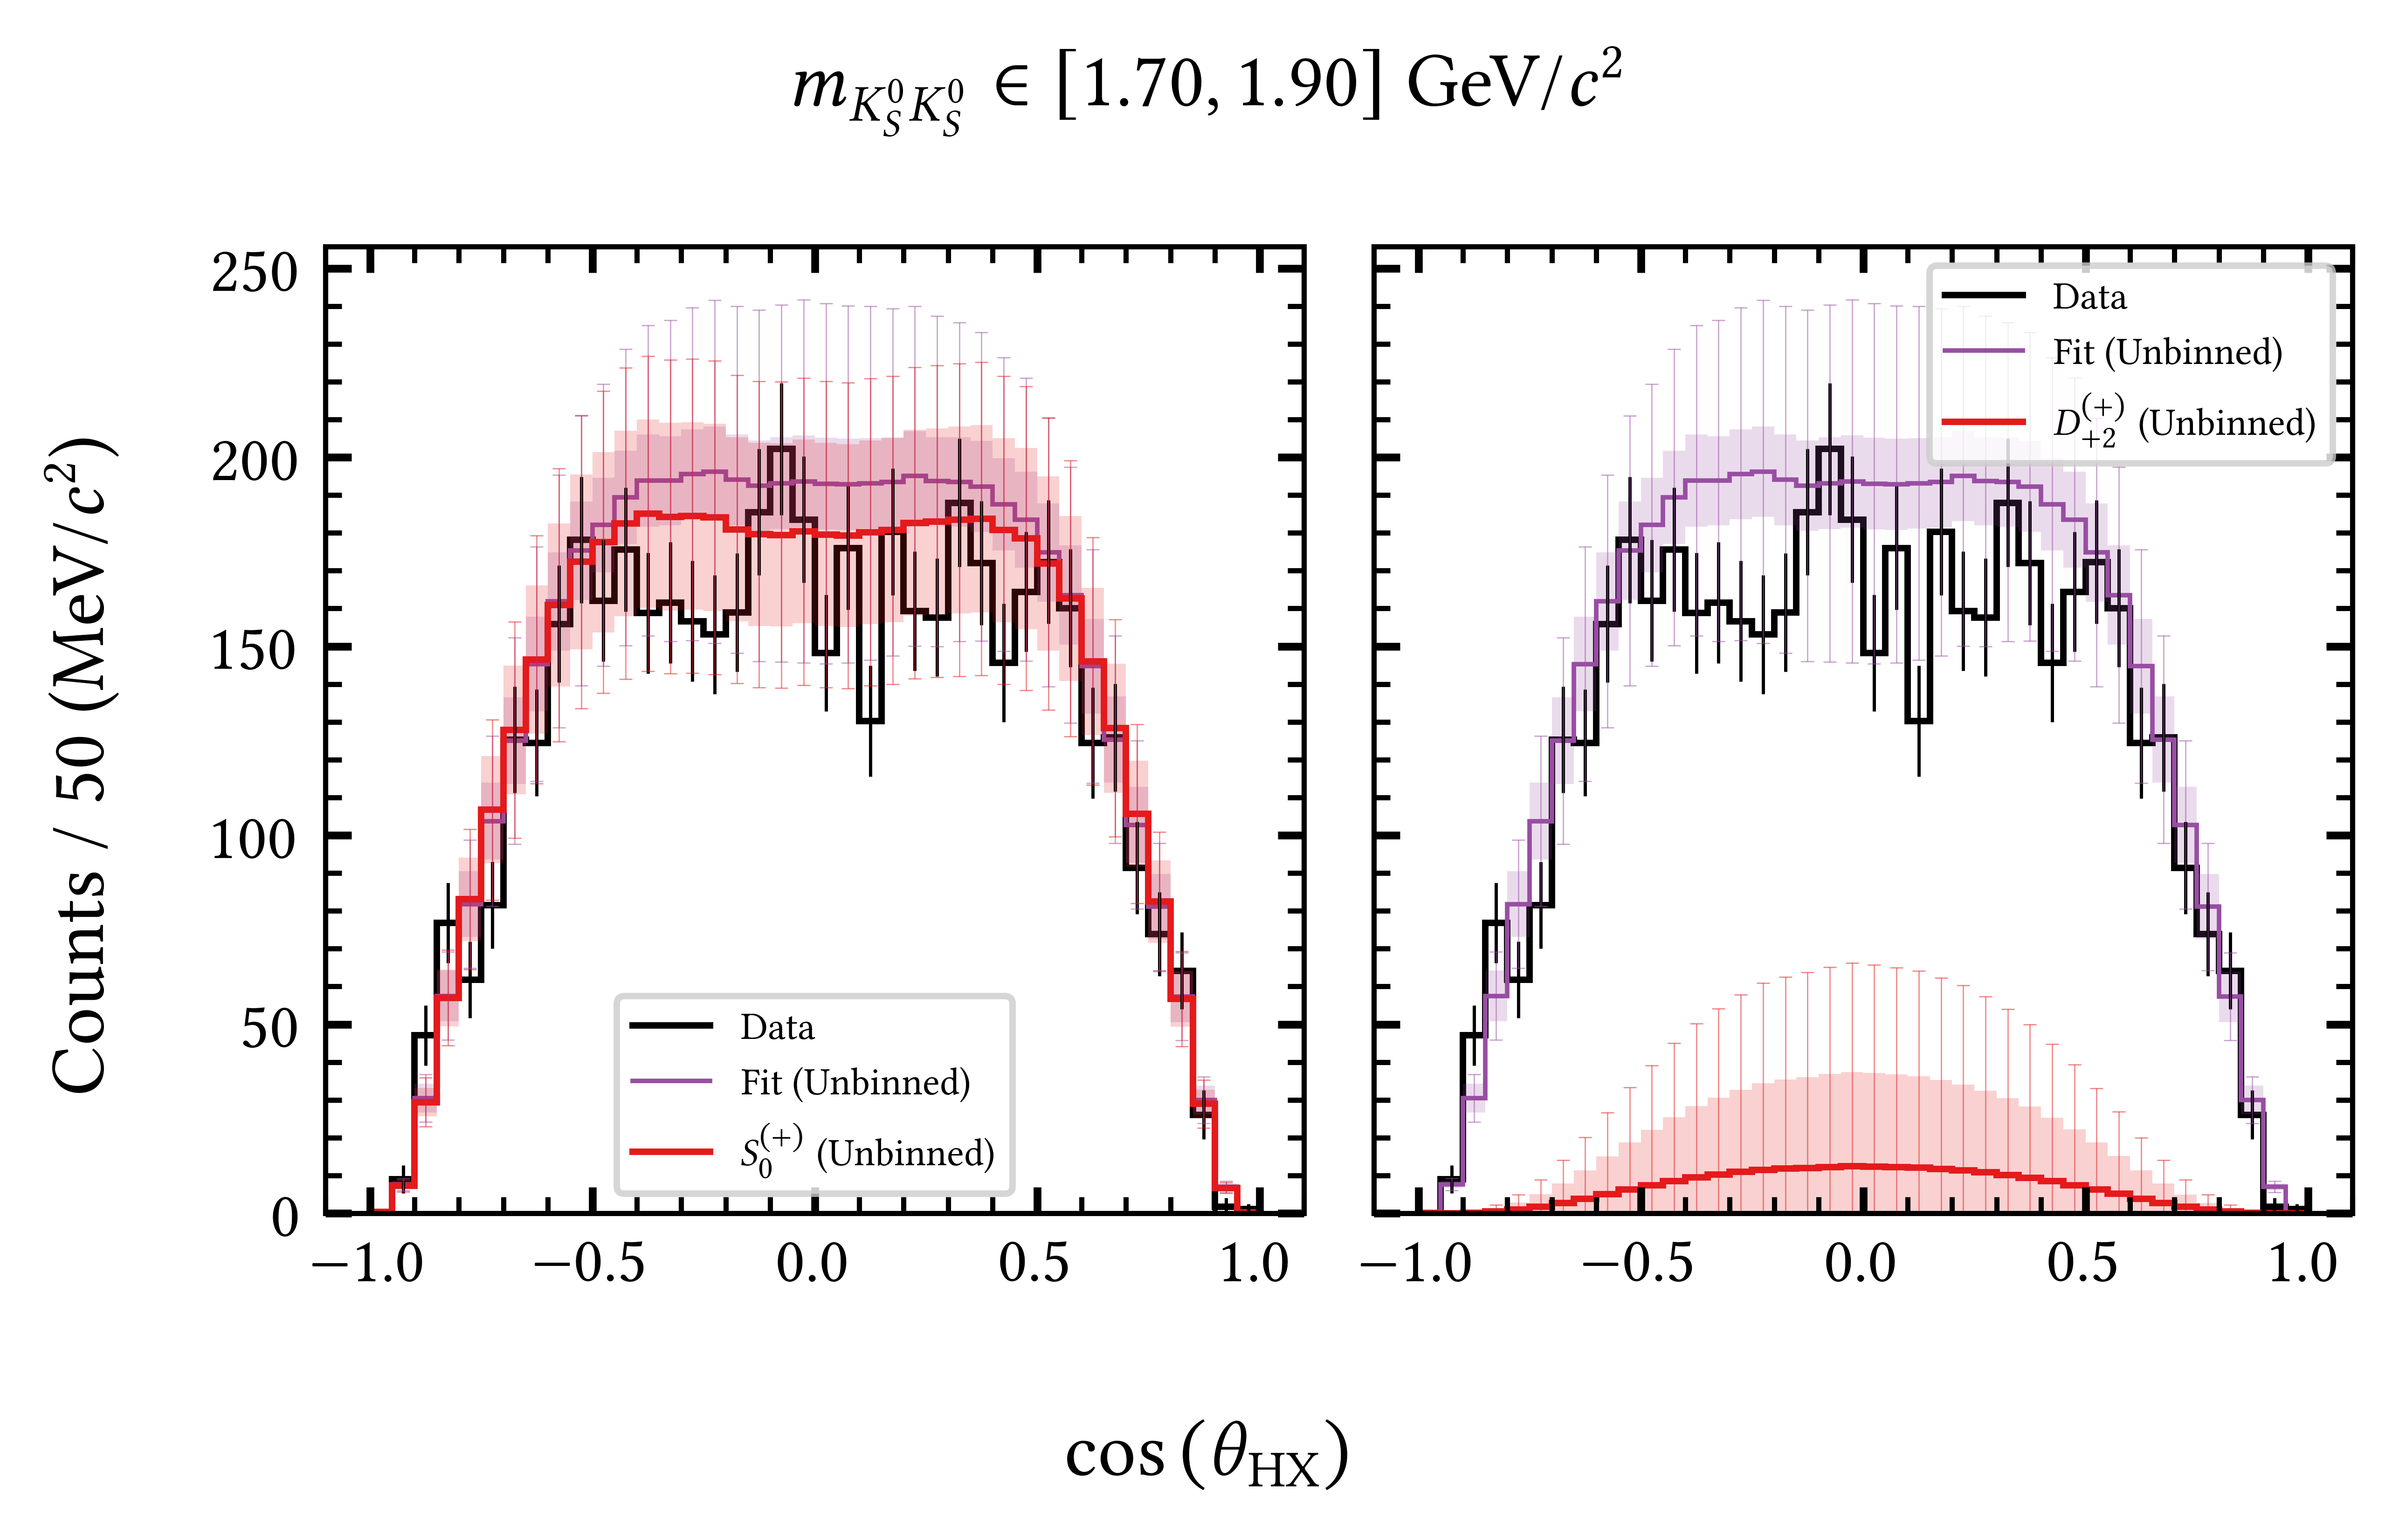 m_{K_S^0 K_S^0} ∈ [1.70, 1.90] GeV/c²
Counts / 50 (MeV/c²)
250
200
150
100
50
0
Data
Fit (Unbinned)
S_0^{(+)} (Unbinned)
−1.0 −0.5 0.0 0.5 1.0
Data
Fit (Unbinned)
D_{+2}^{(+)} (Unbinned)
−1.0 −0.5 0.0 0.5 1.0
cos (θ_{HX})